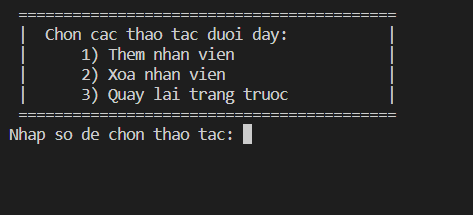 ==========================================
|  Chon cac thao tac duoi day:           |
|      1) Them nhan vien                 |
|      2) Xoa nhan vien                  |
|      3) Quay lai trang truoc           |
==========================================
Nhap so de chon thao tac: